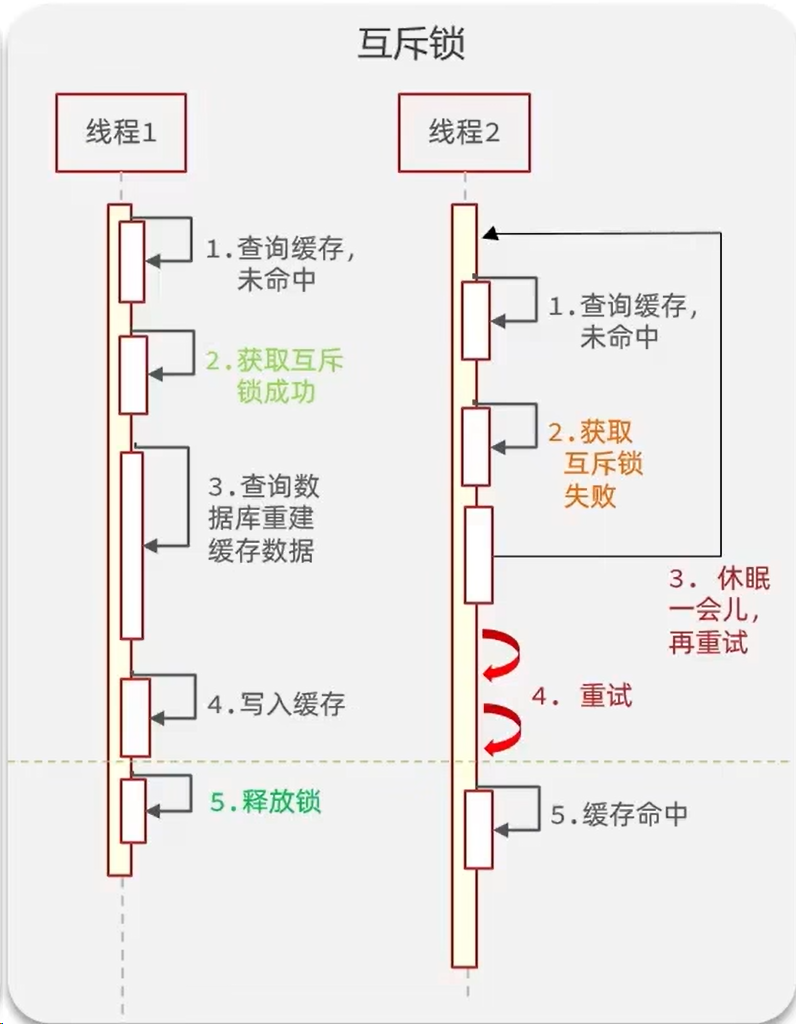 互斥锁
线程1
线程2
1.查询缓存，
未命中
2.获取互斥
锁成功
3.查询数
据库重建
缓存数据
4.写入缓存
5.释放锁
1.查询缓存，
未命中
2.获取
互斥锁
失败
3. 休眠
一会儿，
再重试
4. 重试
5.缓存命中